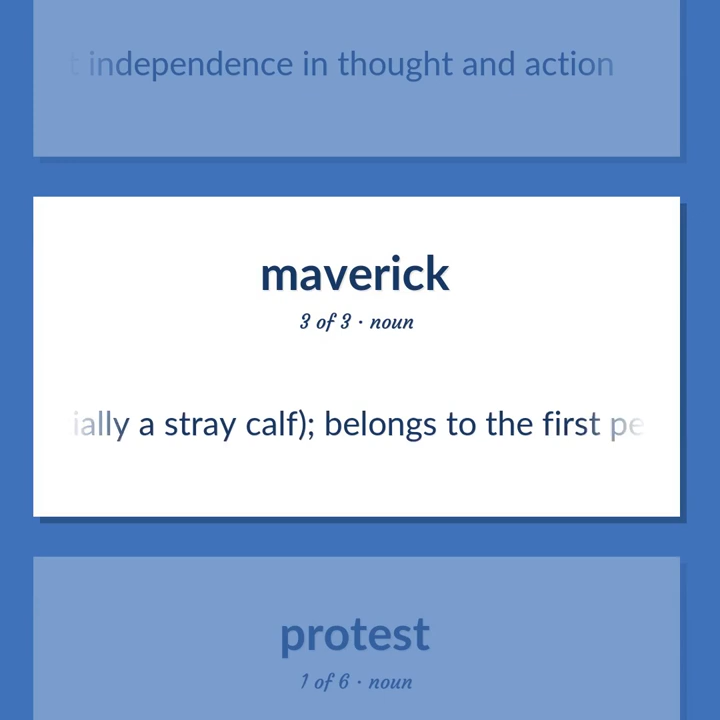 t independence in thought and action
maverick
3 of 3 · noun
ially a stray calf); belongs to the first pe
protest
1 of 6 · noun